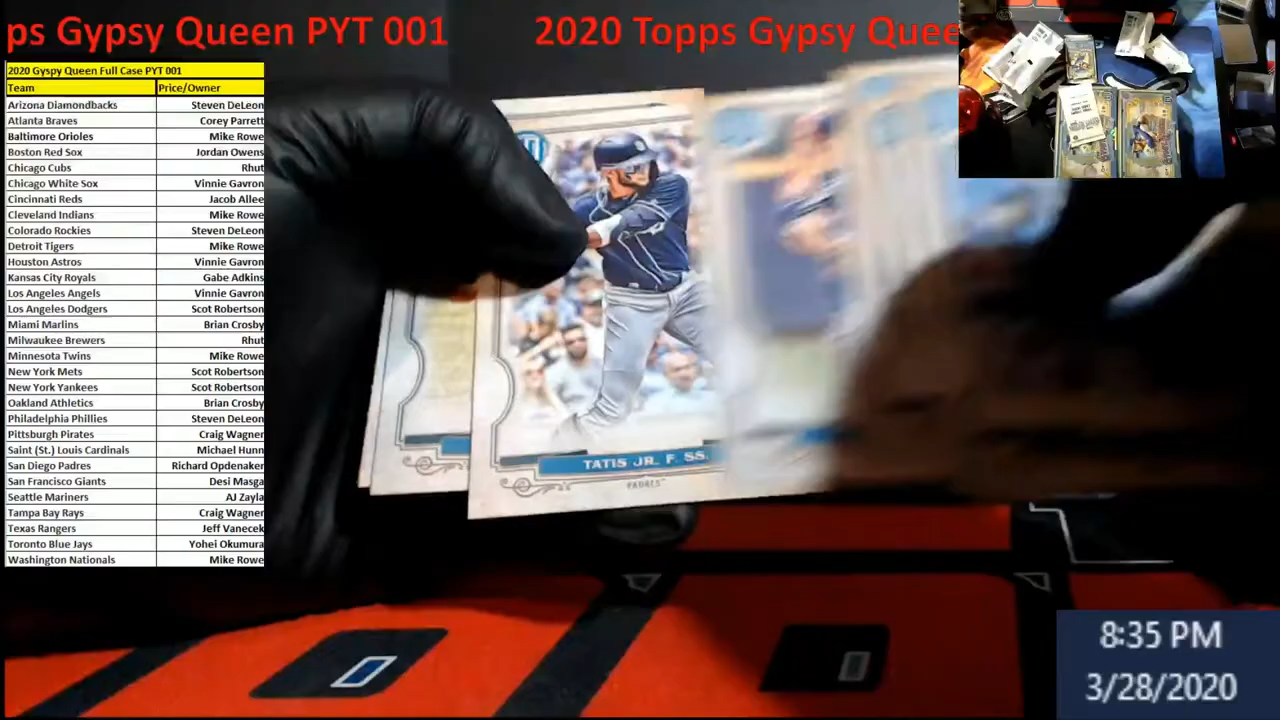 ps Gypsy Queen PYT 001 2020 Topps Gypsy Quee
2020 Gyspy Queen Full Case PYT 001
Team Price/Owner
Arizona Diamondbacks Steven DeLeon
Atlanta Braves Corey Parrett
Baltimore Orioles Mike Rowe
Boston Red Sox Jordan Owens
Chicago Cubs Rhut
Chicago White Sox Vinnie Gavron
Cincinnati Reds Jacob Allee
Cleveland Indians Mike Rowe
Colorado Rockies Steven DeLeon
Detroit Tigers Mike Rowe
Houston Astros Vinnie Gavron
Kansas City Royals Gabe Adkins
Los Angeles Angels Vinnie Gavron
Los Angeles Dodgers Scot Robertson
Miami Marlins Brian Crosby
Milwaukee Brewers Rhut
Minnesota Twins Mike Rowe
New York Mets Scot Robertson
New York Yankees Scot Robertson
Oakland Athletics Brian Crosby
Philadelphia Phillies Steven DeLeon
Pittsburgh Pirates Craig Wagner
Saint (St.) Louis Cardinals Michael Hunn
San Diego Padres Richard Opdenaker
San Francisco Giants Desi Masga
Seattle Mariners AJ Zayla
Tampa Bay Rays Craig Wagner
Texas Rangers Jeff Vanecek
Toronto Blue Jays Yohei Okumura
Washington Nationals Mike Rowe
TATIS JR. F. SS.
PADRES
8:35 PM
3/28/2020